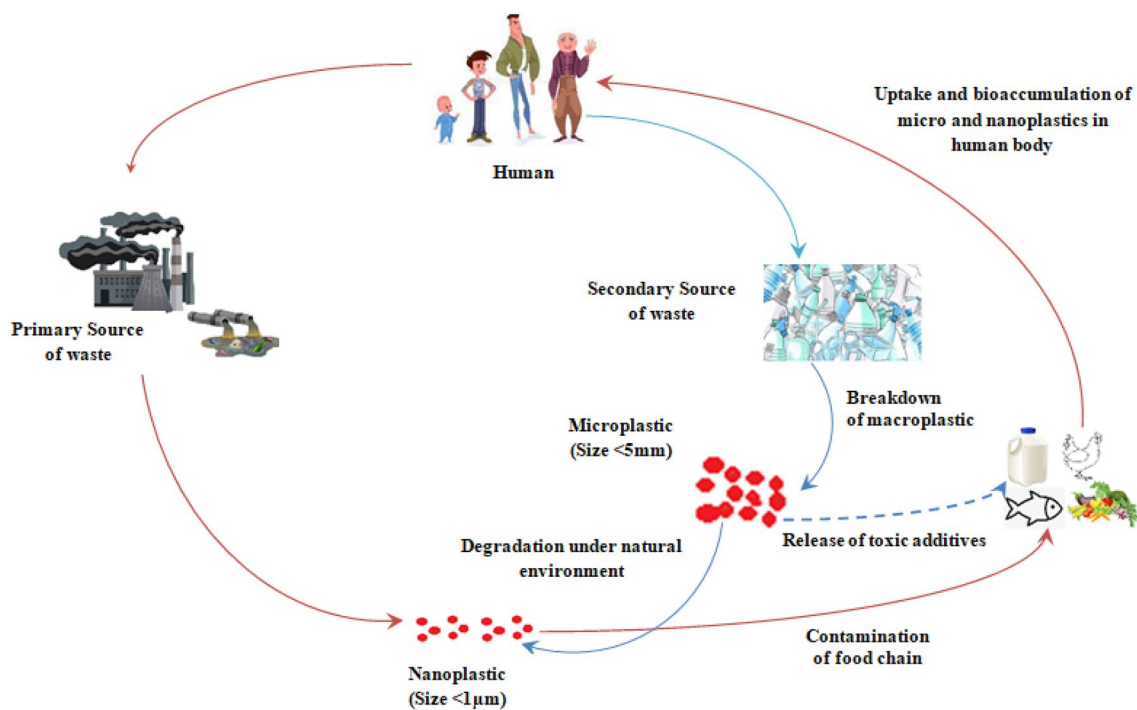 Human
Uptake and bioaccumulation of
micro and nanoplastics in
human body
Primary Source
of waste
Secondary Source
of waste
Breakdown
of macroplastic
Microplastic
(Size <5mm)
Release of toxic additives
Degradation under natural
environment
Contamination
of food chain
Nanoplastic
(Size <1μm)